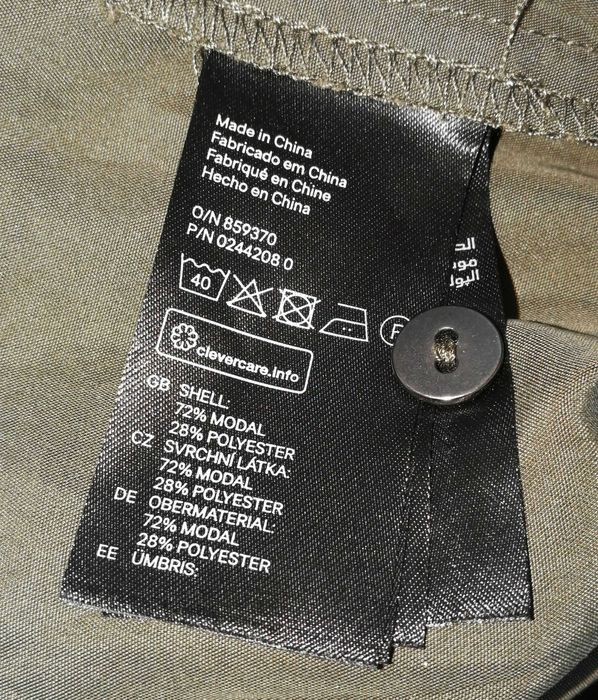 Made in China
Fabricado em China
Fabriqué en Chine
Hecho en China
O/N 859370
P/N 0244208 0
40
clevercare.info
GB SHELL:
72% MODAL
28% POLYESTER
CZ SVRCHNÍ LÁTKA:
72% MODAL
28% POLYESTER
DE OBERMATERIAL:
72% MODAL
28% POLYESTER
EE ÜMBRIS: